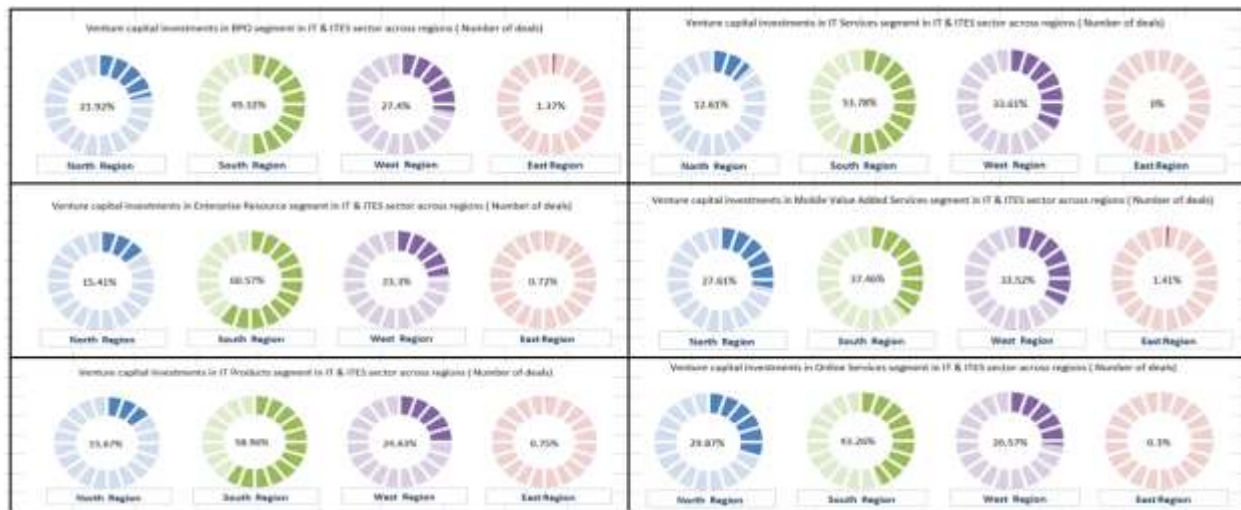 Venture capital investments in BPO segment in IT & ITES sector across regions ( Number of deals)
21.92% 49.32% 27.4% 1.37%
North Region South Region West Region East Region
Venture capital investments in IT Services segment in IT & ITES sector across regions ( Number of deals)
12.61% 53.78% 33.61% 0%
North Region South Region West Region East Region
Venture capital investments in Enterprise Resource segment in IT & ITES sector across regions ( Number of deals)
15.41% 60.57% 23.3% 0.72%
North Region South Region West Region East Region
Venture capital investments in Mobile Value Added Services segment in IT & ITES sector across regions ( Number of deals)
27.61% 37.46% 33.52% 1.41%
North Region South Region West Region East Region
Venture capital investments in IT Products segment in IT & ITES sector across regions ( Number of deals)
15.67% 58.96% 24.63% 0.75%
North Region South Region West Region East Region
Venture capital investments in Online Services segment in IT & ITES sector across regions ( Number of deals)
29.87% 43.26% 26.57% 0.3%
North Region South Region West Region East Region